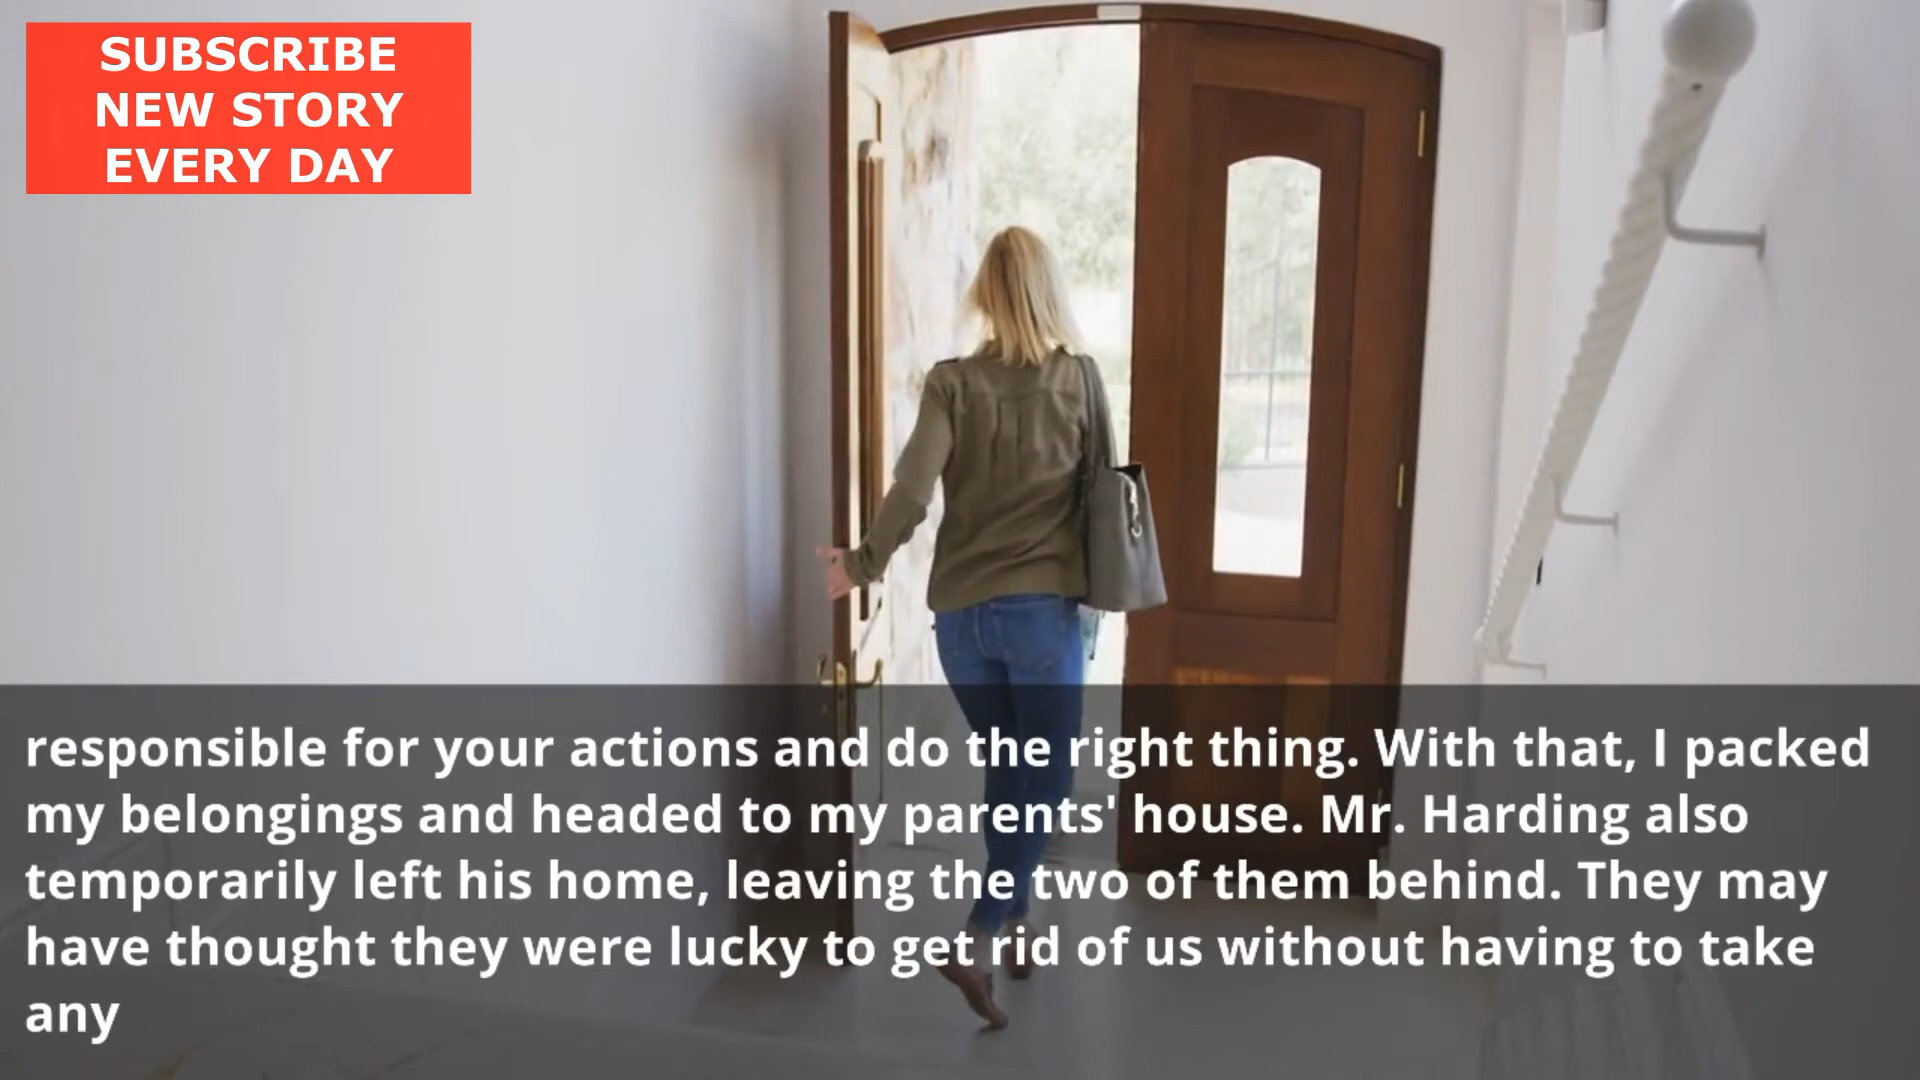 SUBSCRIBE
NEW STORY
EVERY DAY
responsible for your actions and do the right thing. With that, I packed
my belongings and headed to my parents' house. Mr. Harding also
temporarily left his home, leaving the two of them behind. They may
have thought they were lucky to get rid of us without having to take
any